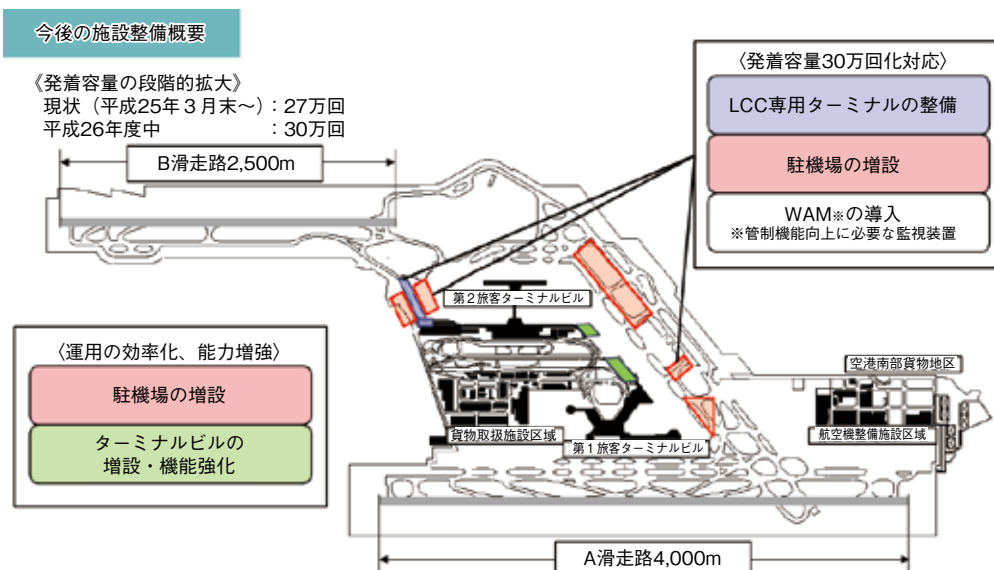 今後の施設整備概要
《発着容量の段階的拡大》
現状（平成25年３月末～）：27万回
平成26年度中　　　　　：30万回
B滑走路2,500m
〈発着容量30万回化対応〉
LCC専用ターミナルの整備
駐機場の増設
WAM※の導入
※管制機能向上に必要な監視装置
第２旅客ターミナルビル
〈運用の効率化、能力増強〉
駐機場の増設
ターミナルビルの
増設・機能強化
空港南部貨物地区
貨物取扱施設区域
第１旅客ターミナルビル
航空機整備施設区域
A滑走路4,000m